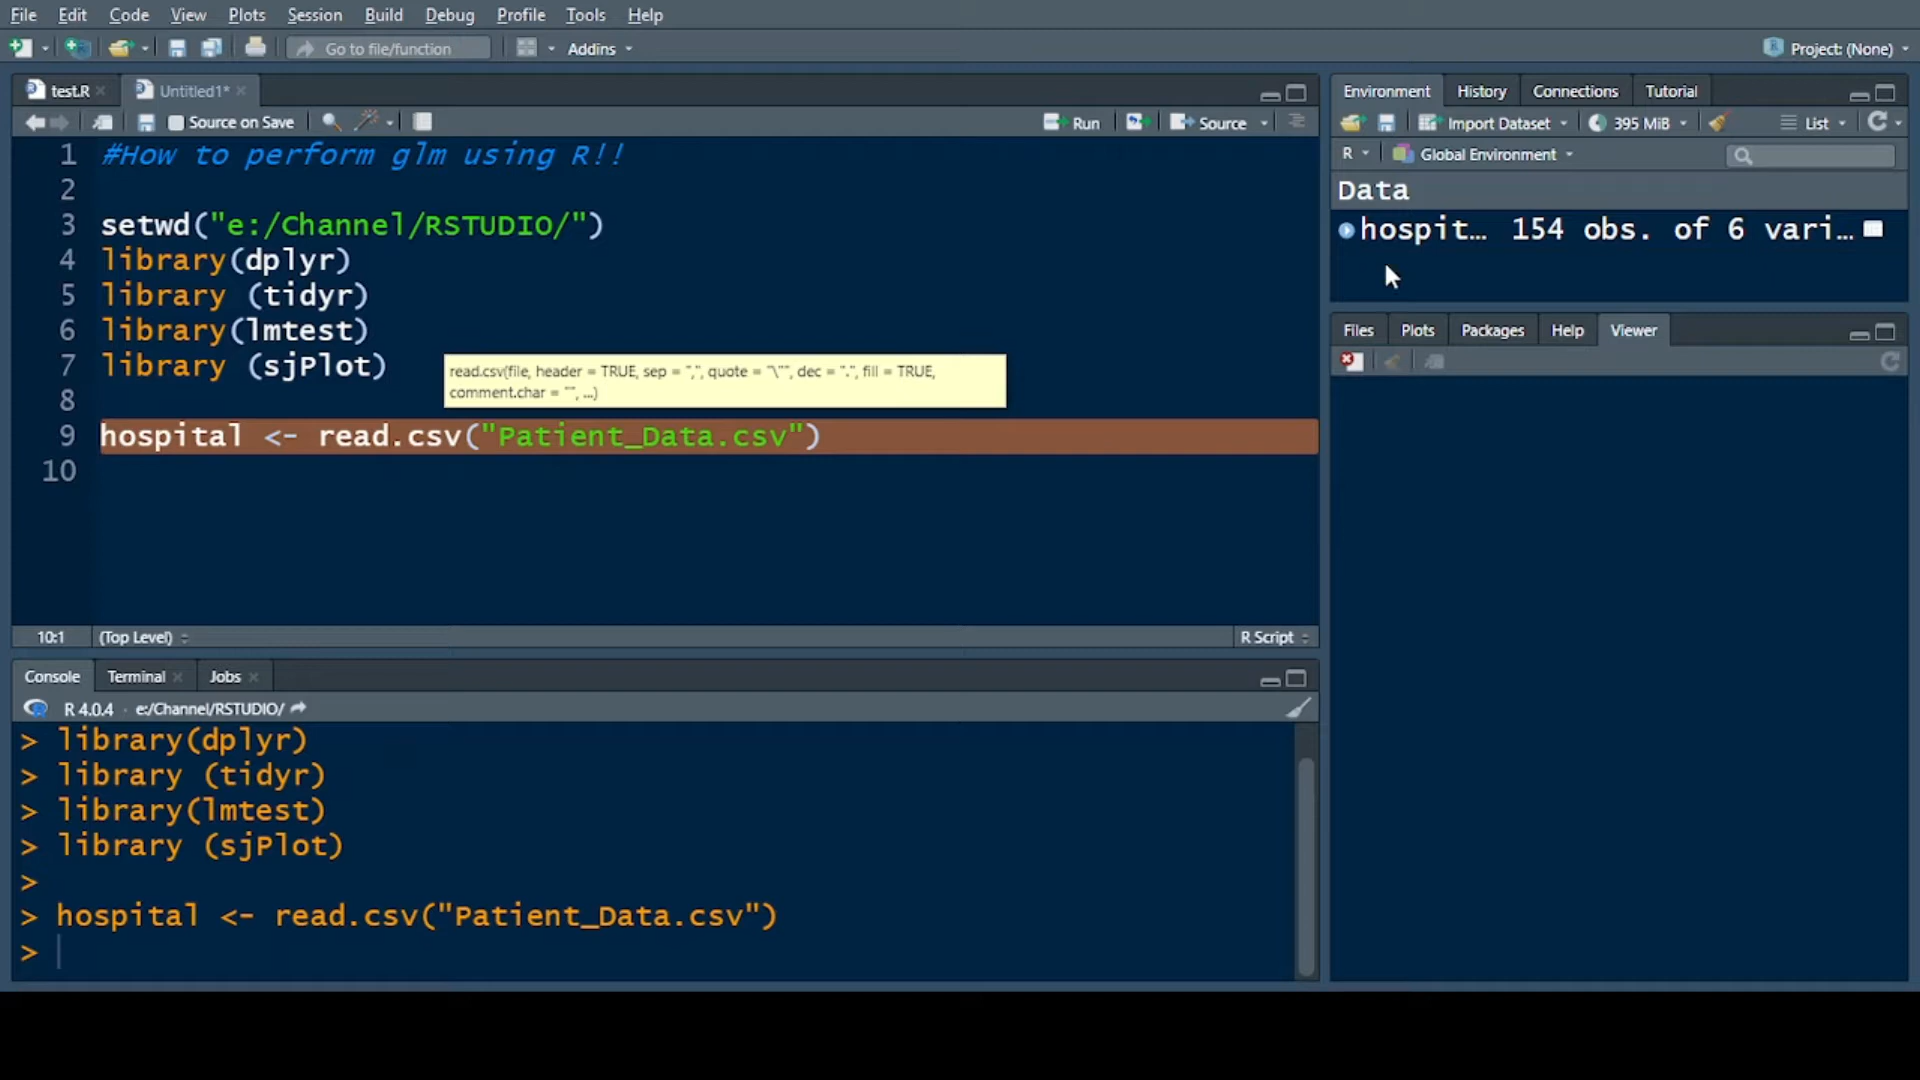 File Edit Code View Plots Session Build Debug Profile Tools Help
Go to file/function Addins Project: (None)
test.R Untitled1*
Source on Save Run Source
1 #How to perform glm using R!!
2
3 setwd("e:/Channel/RSTUDIO/")
4 library(dplyr)
5 library (tidyr)
6 library(lmtest)
7 library (sjPlot)
read.csv(file, header = TRUE, sep = ",", quote = "\"", dec = ".", fill = TRUE,
comment.char = "", ...)
8
9 hospital <- read.csv("Patient_Data.csv")
10
10:1 (Top Level) R Script
Console Terminal Jobs
R 4.0.4 · e:/Channel/RSTUDIO/
> library(dplyr)
> library (tidyr)
> library(lmtest)
> library (sjPlot)
>
> hospital <- read.csv("Patient_Data.csv")
>
Environment History Connections Tutorial
Import Dataset 395 MiB List
R Global Environment
Data
hospit… 154 obs. of 6 vari…
Files Plots Packages Help Viewer